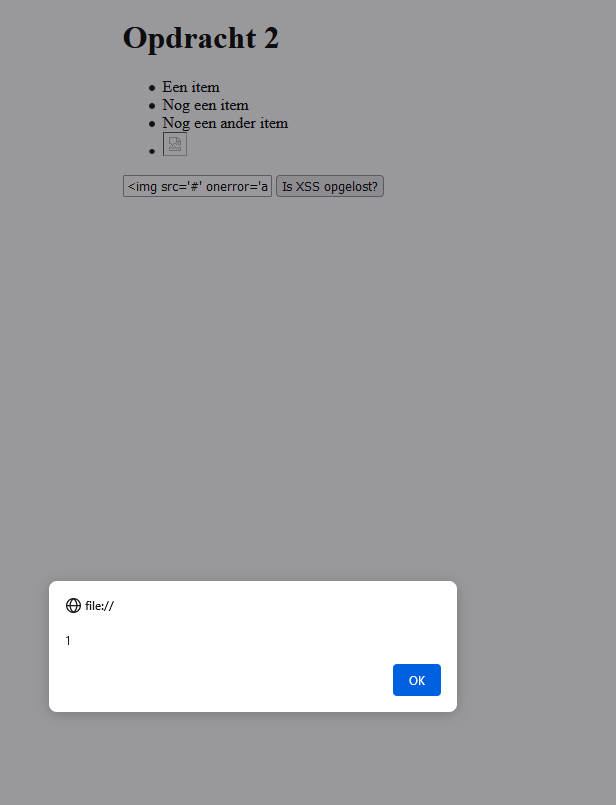 Opdracht 2
Een item
Nog een item
Nog een ander item
<img src='#' onerror='a Is XSS opgelost?
file://
1
OK